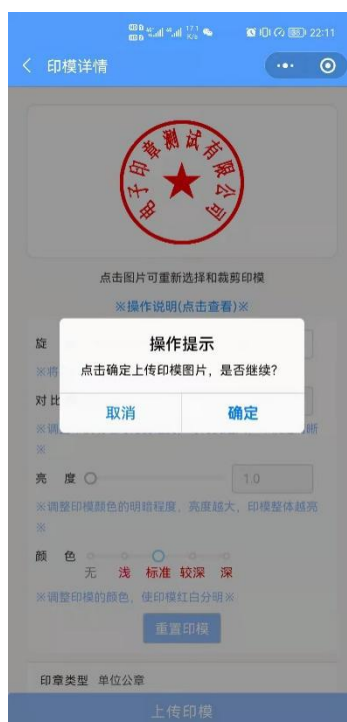 22:11
印模详情
电子印章测试有限公司
点击图片可重新选择和裁剪印模
※操作说明(点击查看)※
操作提示
点击确定上传印模图片，是否继续?
取消
确定
旋
※将
对比
※调
晰
※
亮 度
1.0
※调整印模颜色的明暗程度，亮度越大，印模整体越亮
※
颜 色
无 浅 标准 较深 深
※调整印模的颜色，使印模红白分明※
重置印模
印章类型 单位公章
上传印模